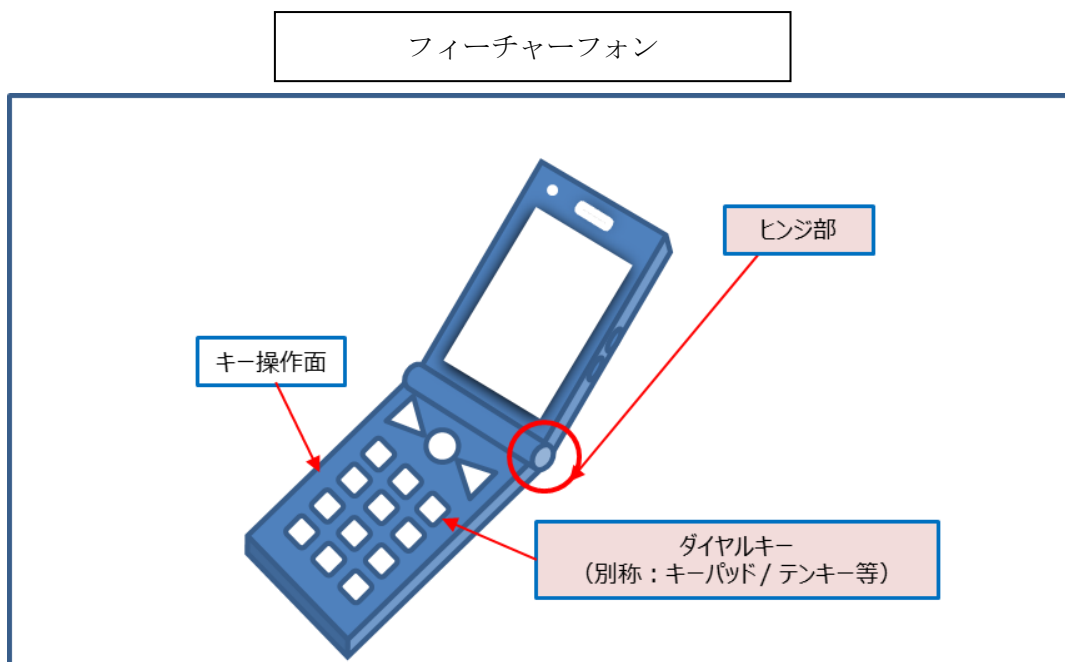 フィーチャーフォン
ヒンジ部
キー操作面
ダイヤルキー
（別称：キーパッド / テンキー等）